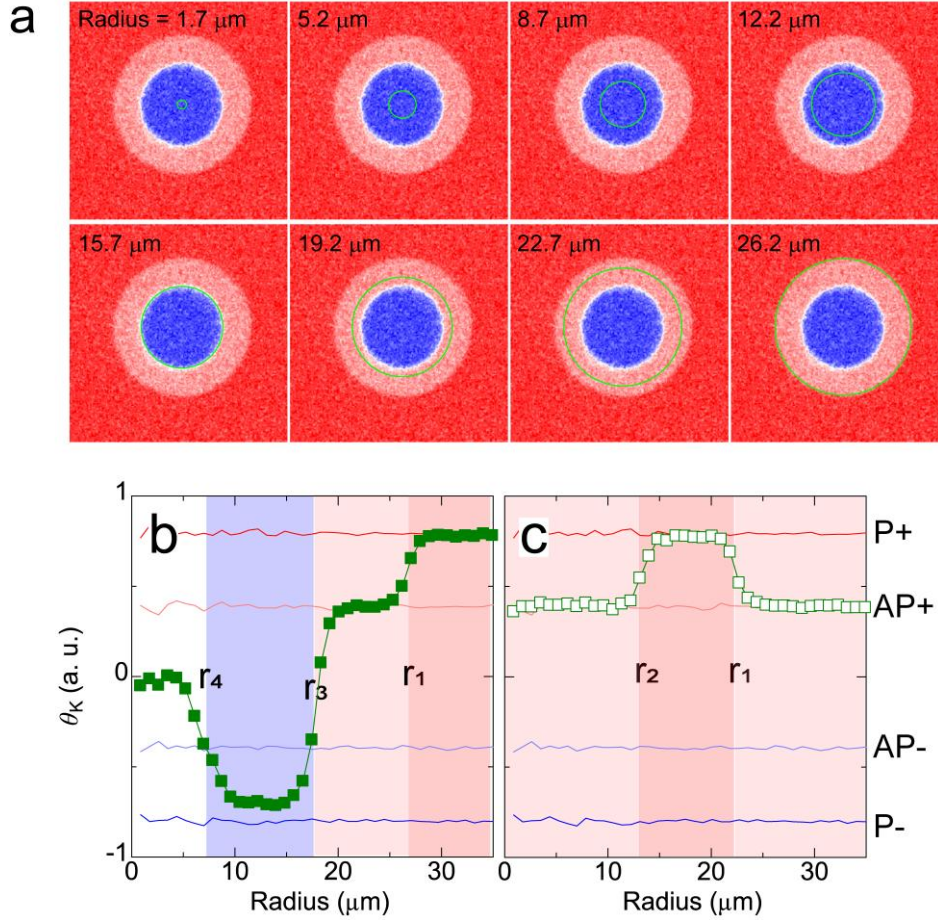 a
Radius = 1.7 μm
5.2 μm
8.7 μm
12.2 μm
15.7 μm
19.2 μm
22.7 μm
26.2 μm
b
c
1
0
-1
θK (a. u.)
r₄
r₃
r₁
r₂
r₁
P+
AP+
AP-
P-
0 10 20 30
0 10 20 30
Radius (μm)
Radius (μm)